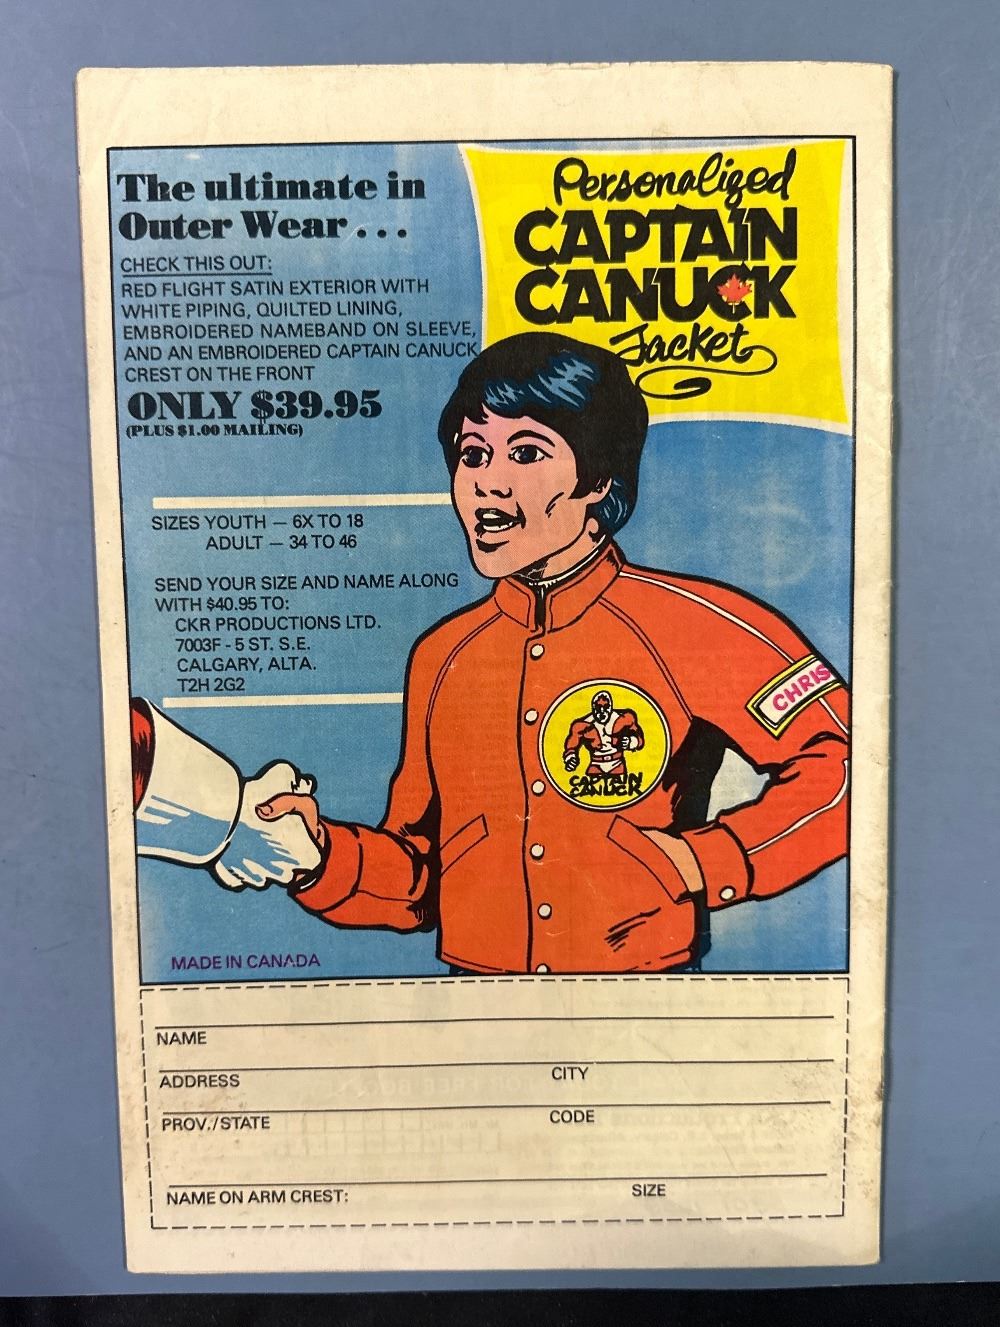 The ultimate in
Outer Wear . . .
CHECK THIS OUT:
RED FLIGHT SATIN EXTERIOR WITH
WHITE PIPING, QUILTED LINING,
EMBROIDERED NAMEBAND ON SLEEVE,
AND AN EMBROIDERED CAPTAIN CANUCK
CREST ON THE FRONT
ONLY $39.95
(PLUS $1.00 MAILING)
Personalized
CAPTAIN
CANUCK
Jacket
SIZES YOUTH — 6X TO 18
ADULT — 34 TO 46
SEND YOUR SIZE AND NAME ALONG
WITH $40.95 TO:
CKR PRODUCTIONS LTD.
7003F - 5 ST. S.E.
CALGARY, ALTA.
T2H 2G2
CHRIS
CAPTAIN
CANUCK
MADE IN CANADA
NAME
ADDRESS CITY
PROV./STATE CODE
NAME ON ARM CREST: SIZE